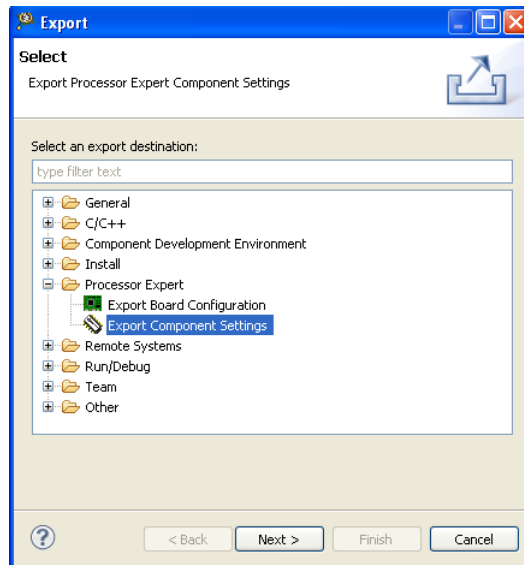 Export
Select
Export Processor Expert Component Settings
Select an export destination:
type filter text
General
C/C++
Component Development Environment
Install
Processor Expert
Export Board Configuration
Export Component Settings
Remote Systems
Run/Debug
Team
Other
?
< Back Next > Finish Cancel